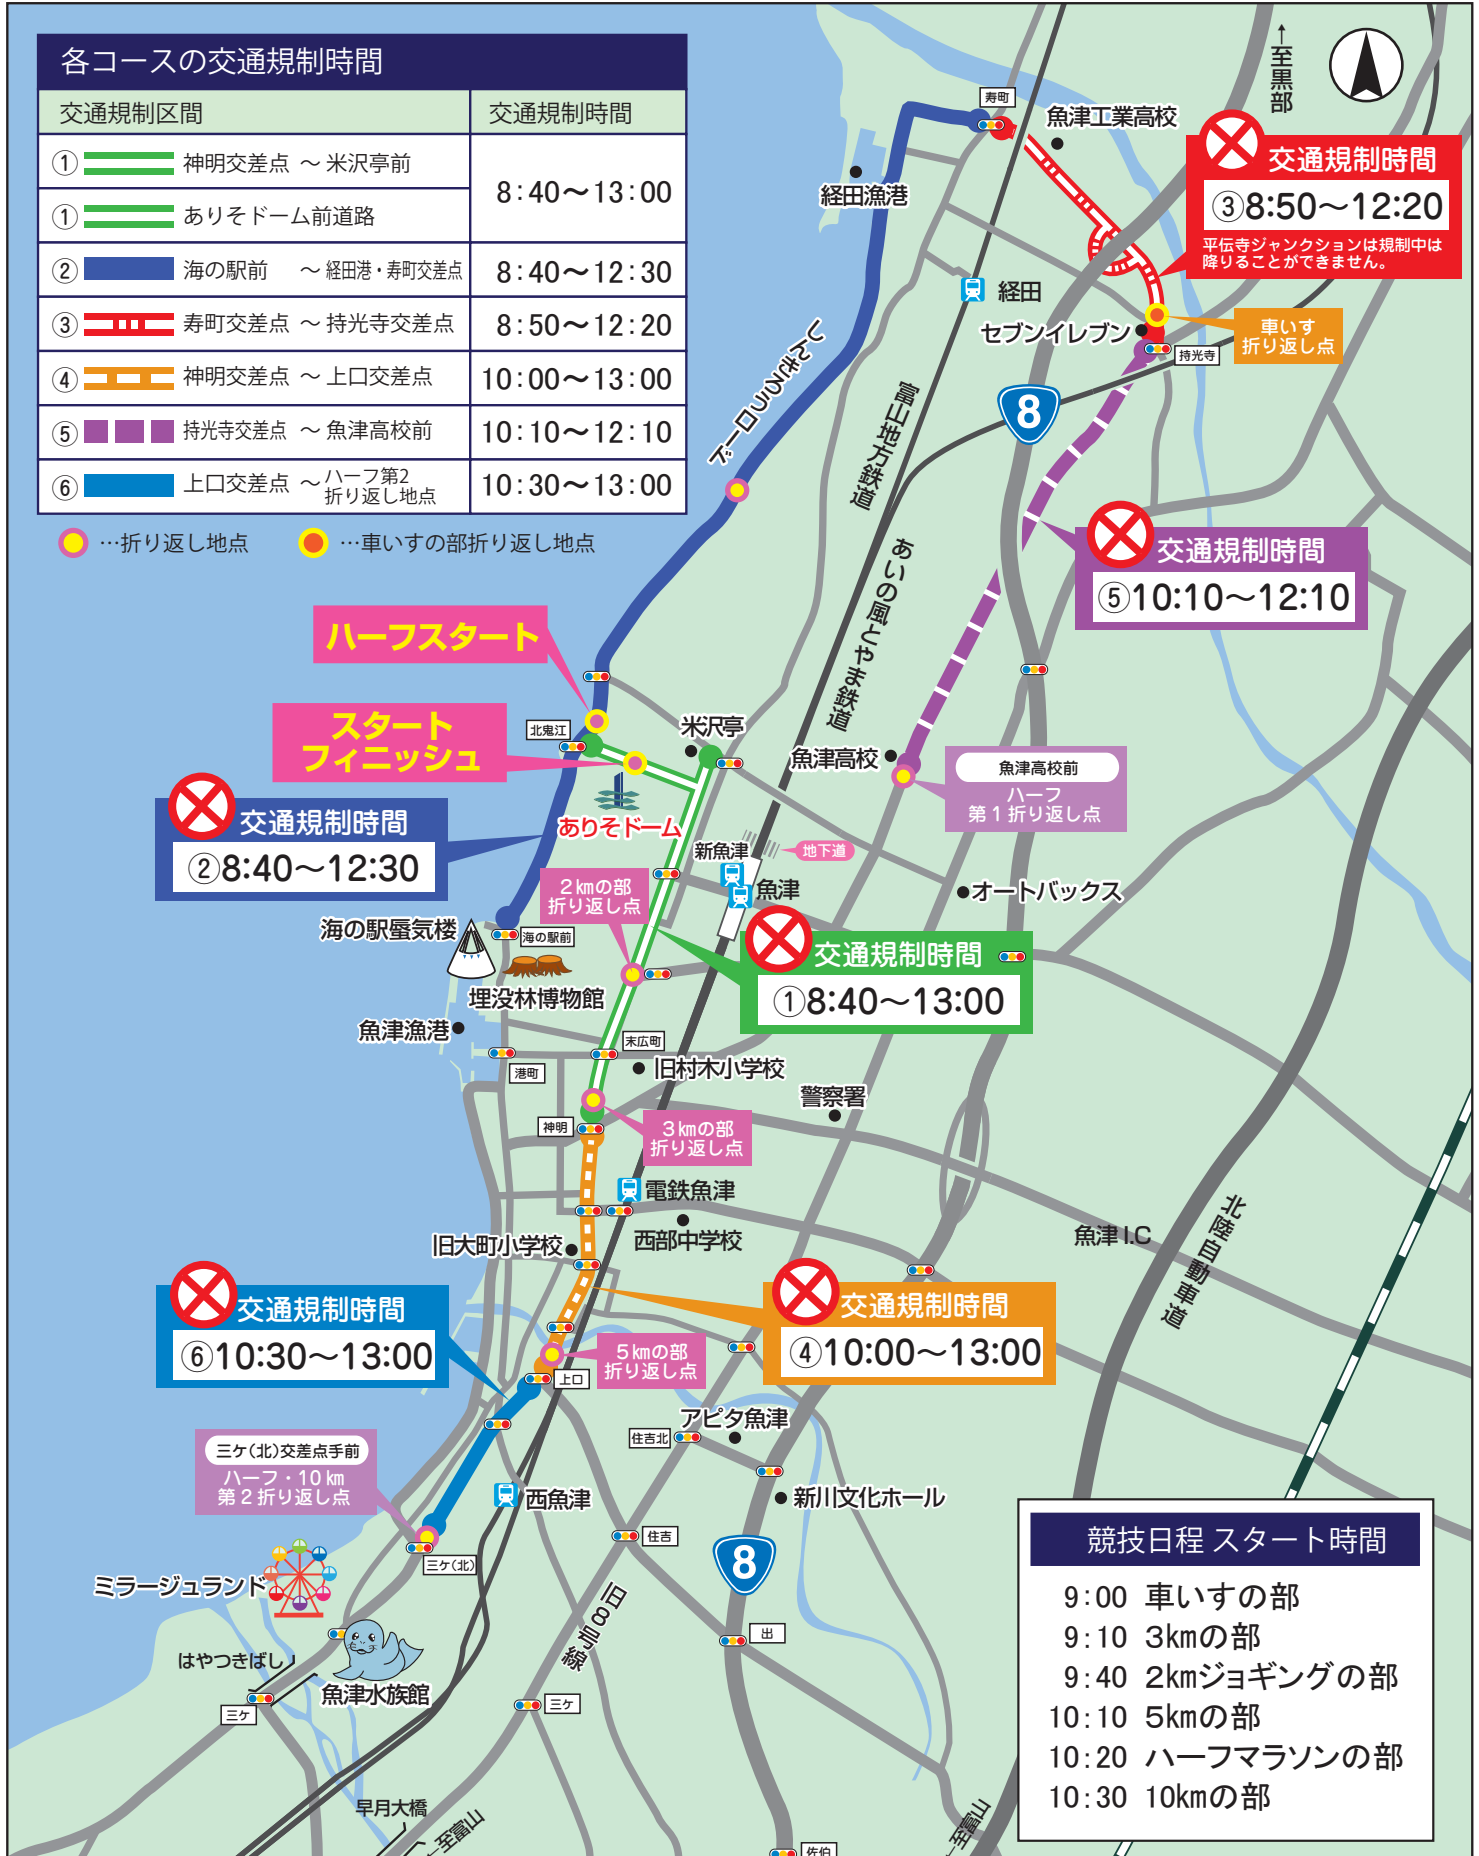 各コースの交通規制時間
交通規制区間 交通規制時間
① 神明交差点 ～ 米沢亭前
8:40～13:00
① ありそドーム前道路
② 海の駅前 ～ 経田港・寿町交差点 8:40～12:30
③ 寿町交差点 ～ 持光寺交差点 8:50～12:20
④ 神明交差点 ～ 上口交差点 10:00～13:00
⑤ 持光寺交差点 ～ 魚津高校前 10:10～12:10
⑥ 上口交差点 ～ ハーフ第2
折り返し地点
10:30～13:00
…折り返し地点 …車いすの部折り返し地点
←至黒部
寿町
魚津工業高校
経田漁港
交通規制時間
③8:50～12:20
平伝寺ジャンクションは規制中は
降りることができません。
経田
セブンイレブン
車いす
折り返し点
持光寺
8
しんきろうロード
富山地方鉄道
あいの風とやま鉄道
交通規制時間
⑤10:10～12:10
ハーフスタート
スタート
フィニッシュ
北鬼江
米沢亭
魚津高校
魚津高校前
ハーフ
第1折り返し点
交通規制時間
②8:40～12:30
ありそドーム
新魚津
地下道
魚津
オートバックス
2kmの部
折り返し点
海の駅蜃気楼
海の駅前
埋没林博物館
交通規制時間
①8:40～13:00
魚津漁港
末広町
港町
旧村木小学校
警察署
神明
3kmの部
折り返し点
電鉄魚津
西部中学校
旧大町小学校
魚津I.C
北陸自動車道
交通規制時間
⑥10:30～13:00
交通規制時間
④10:00～13:00
5kmの部
折り返し点
上口
アピタ魚津
住吉北
三ケ(北)交差点手前
ハーフ・10km
第2折り返し点
西魚津
新川文化ホール
住吉
8
三ケ(北)
ミラージュランド
旧8号線
出
はやつきばし
魚津水族館
三ケ
三ケ
早月大橋
←至富山
←至富山
佐伯
競技日程 スタート時間
9:00 車いすの部
9:10 3kmの部
9:40 2kmジョギングの部
10:10 5kmの部
10:20 ハーフマラソンの部
10:30 10kmの部